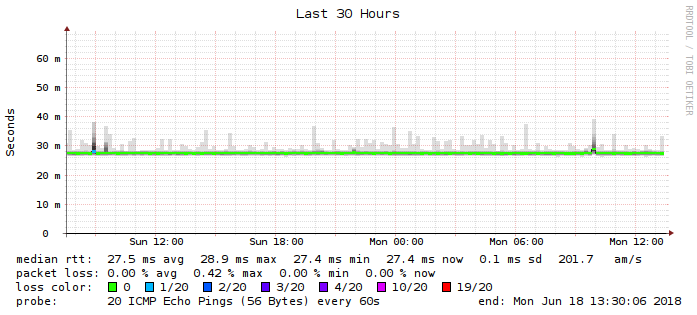 Last 30 Hours
RRDTOOL / TOBI OETIKER
Seconds
60 m
50 m
40 m
30 m
20 m
10 m
0
Sun 12:00 Sun 18:00 Mon 00:00 Mon 06:00 Mon 12:00
median rtt: 27.5 ms avg 28.9 ms max 27.4 ms min 27.4 ms now 0.1 ms sd 201.7 am/s
packet loss: 0.00 % avg 0.42 % max 0.00 % min 0.00 % now
loss color: 0 1/20 2/20 3/20 4/20 10/20 19/20
probe: 20 ICMP Echo Pings (56 Bytes) every 60s end: Mon Jun 18 13:30:06 2018